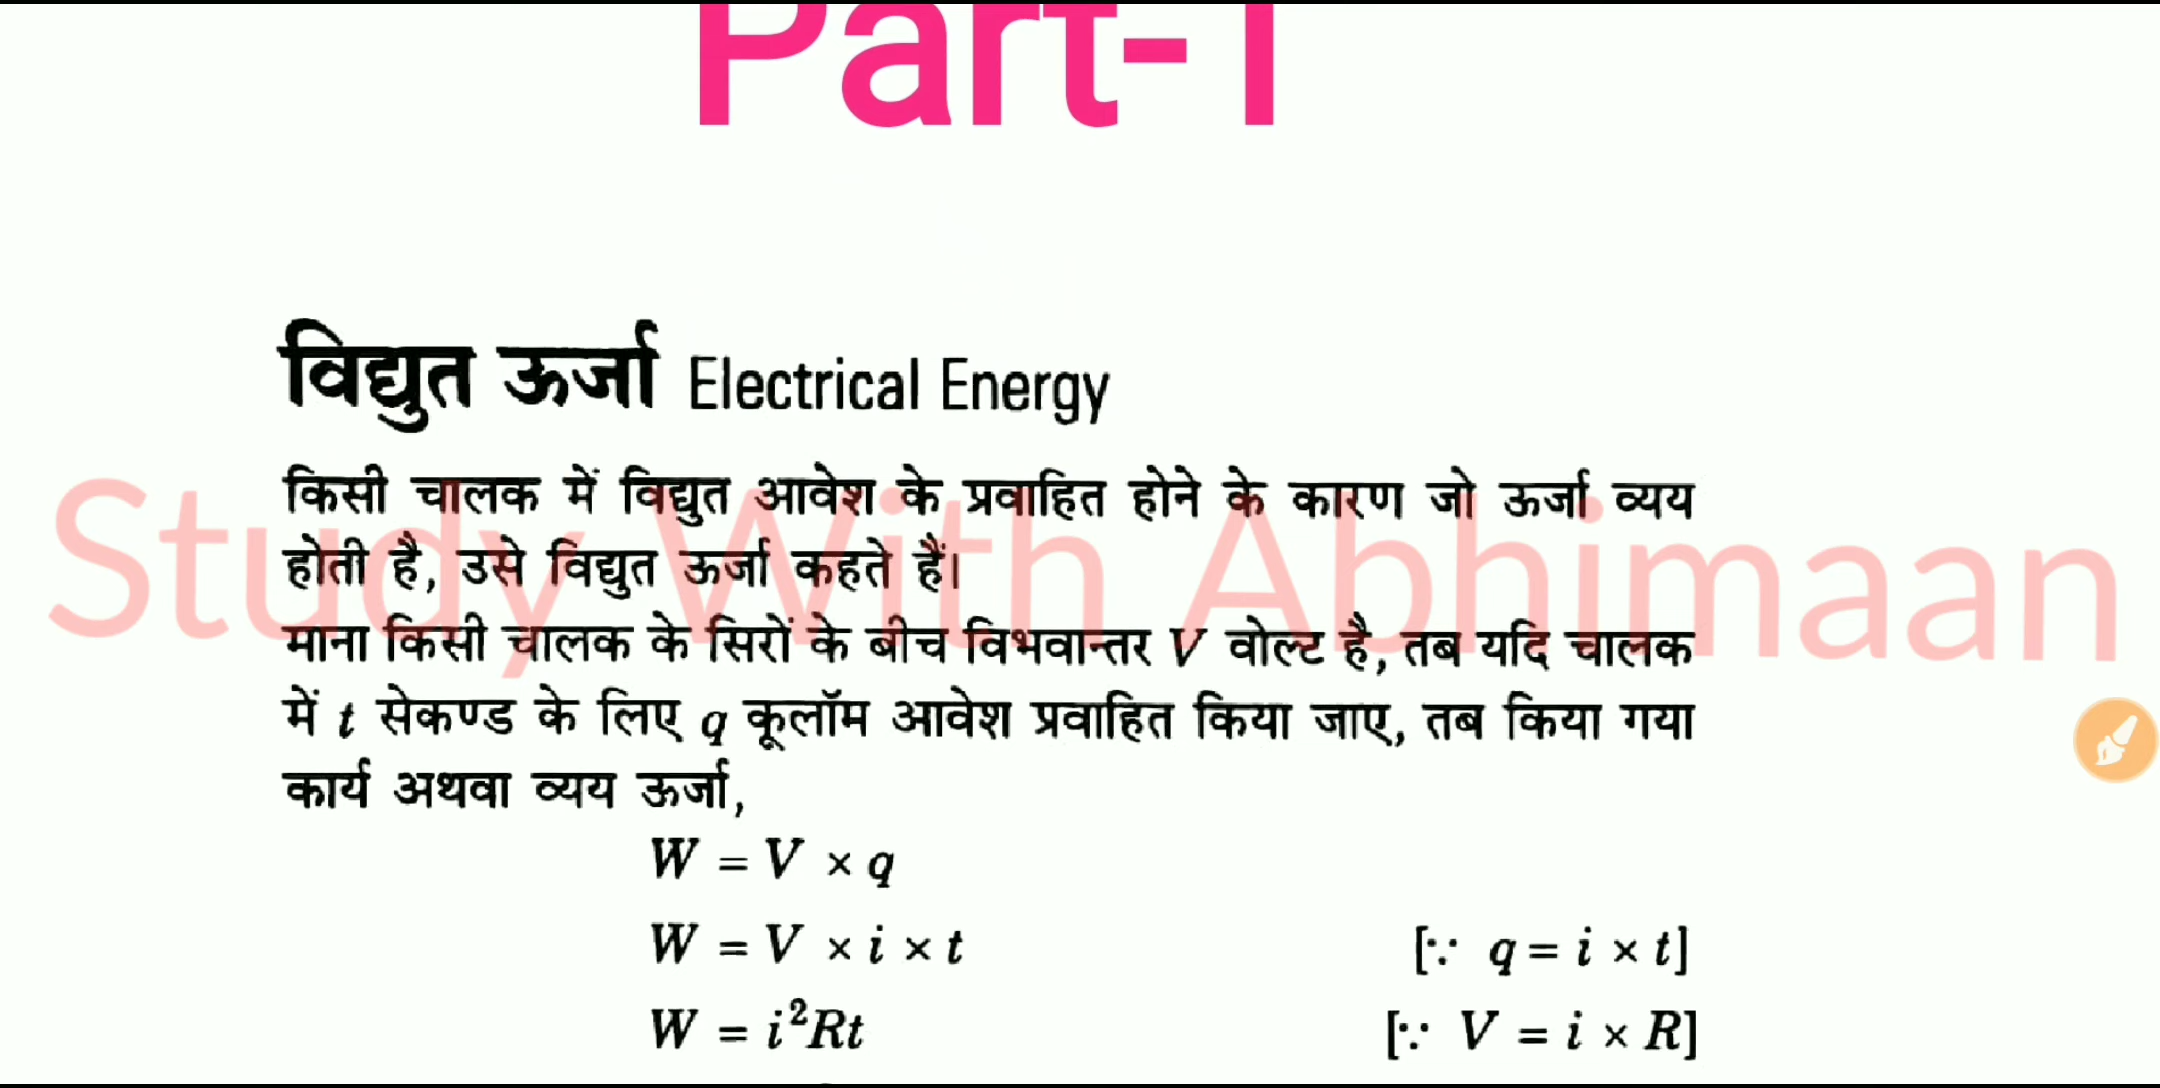 Part-1
विद्युत ऊर्जा Electrical Energy
किसी चालक में विद्युत आवेश के प्रवाहित होने के कारण जो ऊर्जा व्यय
होती है, उसे विद्युत ऊर्जा कहते हैं।
Study With Abhimaan
माना किसी चालक के सिरों के बीच विभवान्तर V वोल्ट है, तब यदि चालक
में t सेकण्ड के लिए q कूलॉम आवेश प्रवाहित किया जाए, तब किया गया
कार्य अथवा व्यय ऊर्जा,
W = V × q
W = V × i × t [∵ q = i × t]
W = i²Rt [∵ V = i × R]